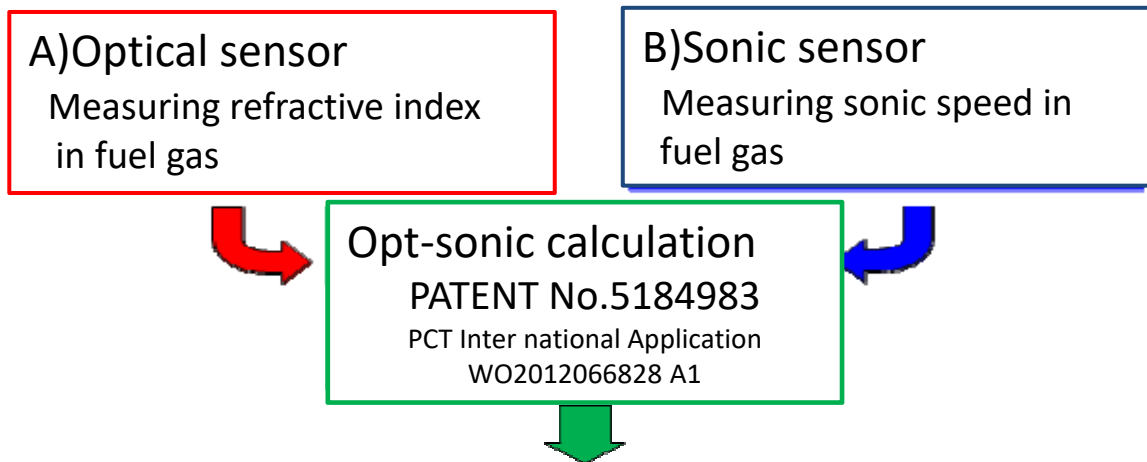 A)Optical sensor
Measuring refractive index
in fuel gas
B)Sonic sensor
Measuring sonic speed in
fuel gas
Opt-sonic calculation
PATENT No.5184983
PCT Inter national Application
WO2012066828 A1